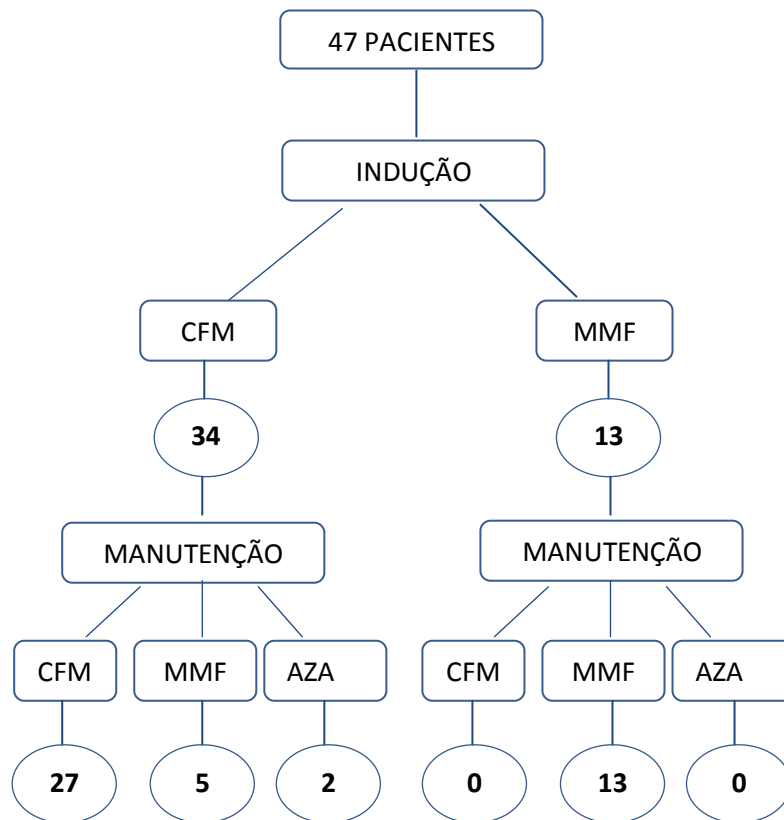 47 PACIENTES
INDUÇÃO
CFM
MMF
34
13
MANUTENÇÃO
MANUTENÇÃO
CFM
MMF
AZA
CFM
MMF
AZA
27
5
2
0
13
0